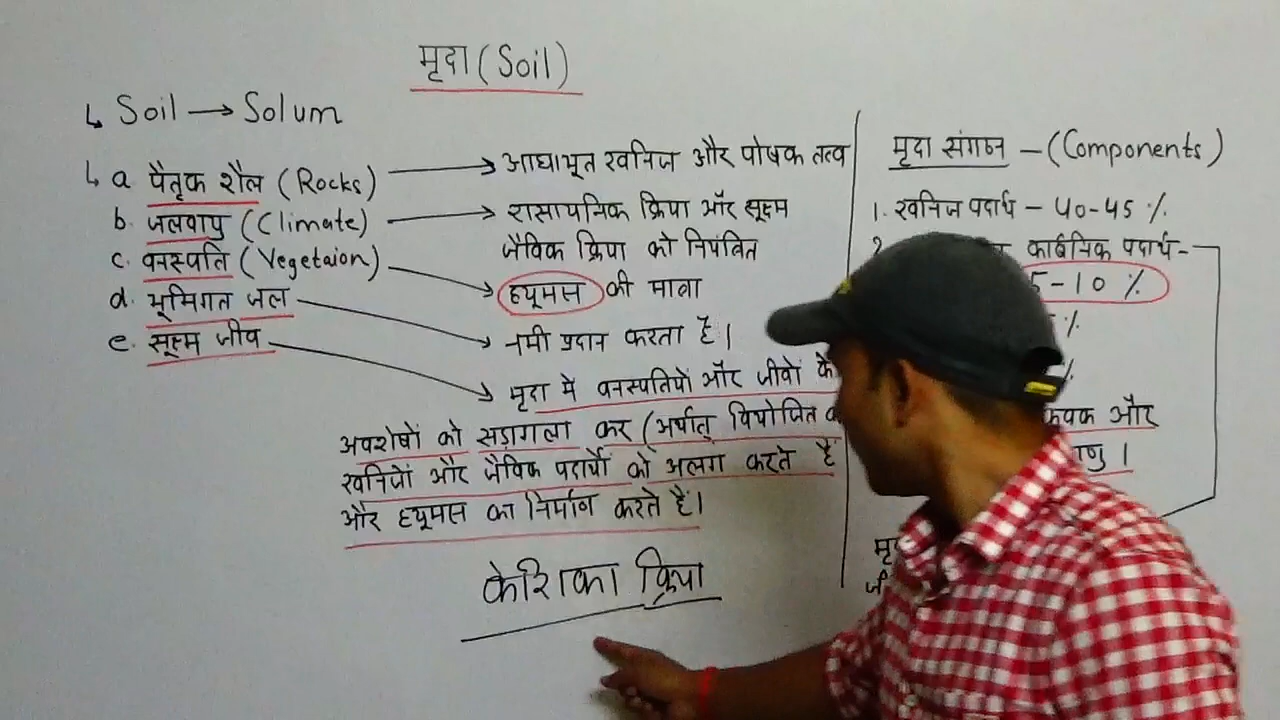 मृदा (Soil)
↳ Soil → Solum
↳ a. पैतृक शैल (Rocks) → आधाभूत खनिज और पोषक तत्व
b. जलवायु (Climate) → रासायनिक क्रिया और सूक्ष्म
जैविक क्रिया को नियंत्रित
c. वनस्पति (Vegetaion) → ह्यूमस की मात्रा
d. भूमिगत जल → नमी प्रदान करता है।
e. सूक्ष्म जीव → मृदा में वनस्पतियों और जीवों के
अवशेषों को सड़ागला कर (अर्थात् वियोजित
खनिजों और जैविक पदार्थो को अलग करते है
और ह्यूमस का निर्माण करते हैं।
केशिका क्रिया
मृदा संगठन - (Components)
1. खनिज पदार्थ - 40-45 %
2. कार्बनिक पदार्थ -
5-10 %
%
%
और